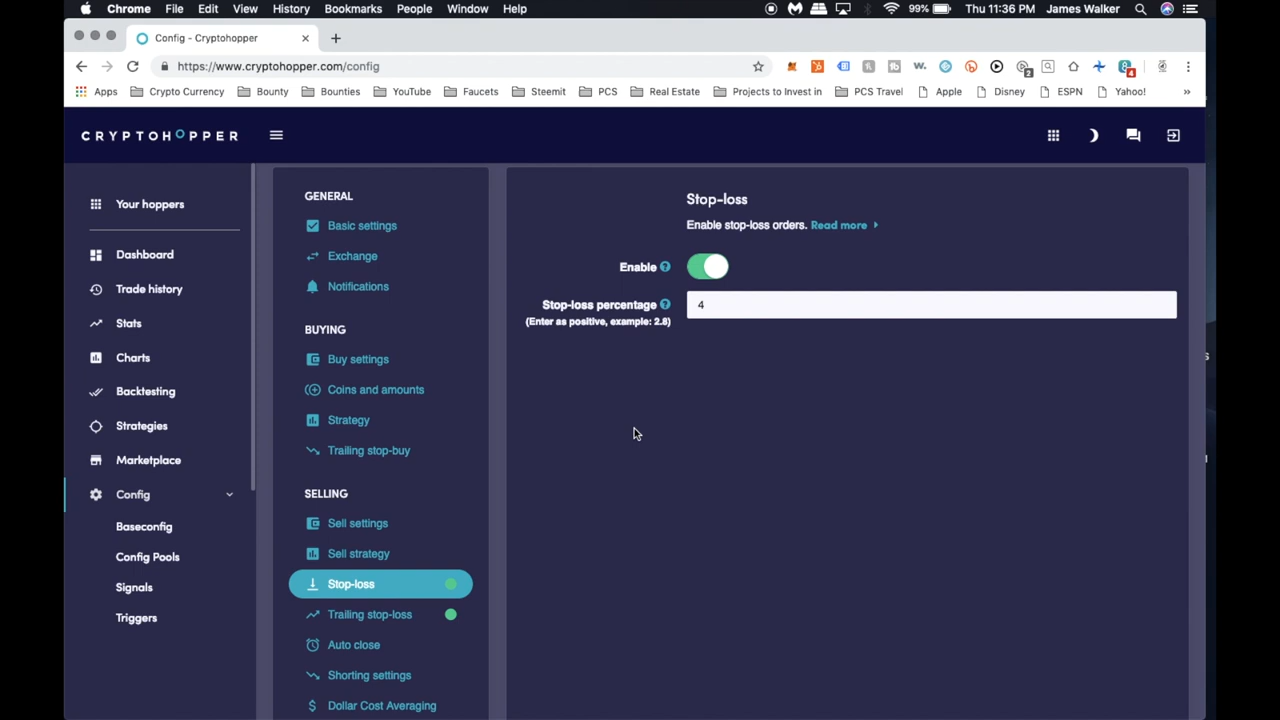 Chrome File Edit View History Bookmarks People Window Help 99% Thu 11:36 PM James Walker
Config - Cryptohopper
https://www.cryptohopper.com/config
2 4
Apps Crypto Currency Bounty Bounties YouTube Faucets Steemit PCS Real Estate Projects to Invest in PCS Travel Apple Disney ESPN Yahoo! »
CRYPTOHOPPER
Your hoppers
Dashboard
Trade history
Stats
Charts
Backtesting
Strategies
Marketplace
Config
Baseconfig
Config Pools
Signals
Triggers
GENERAL
Basic settings
Exchange
Notifications
BUYING
Buy settings
Coins and amounts
Strategy
Trailing stop-buy
SELLING
Sell settings
Sell strategy
Stop-loss
Trailing stop-loss
Auto close
Shorting settings
$ Dollar Cost Averaging
Stop-loss
Enable stop-loss orders. Read more
Enable ?
Stop-loss percentage ? 4
(Enter as positive, example: 2.8)